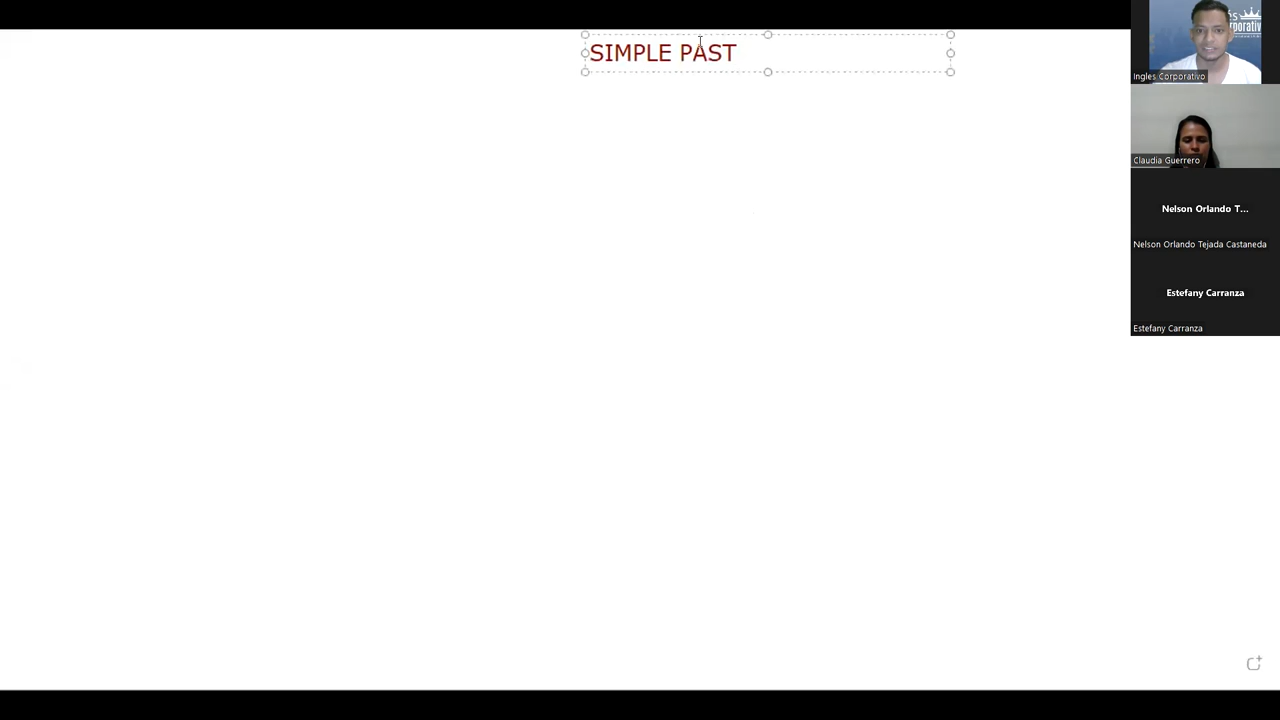 SIMPLE PAST
Ingles Corporativo
Claudia Guerrero
Nelson Orlando T...
Nelson Orlando Tejada Castaneda
Estefany Carranza
Estefany Carranza